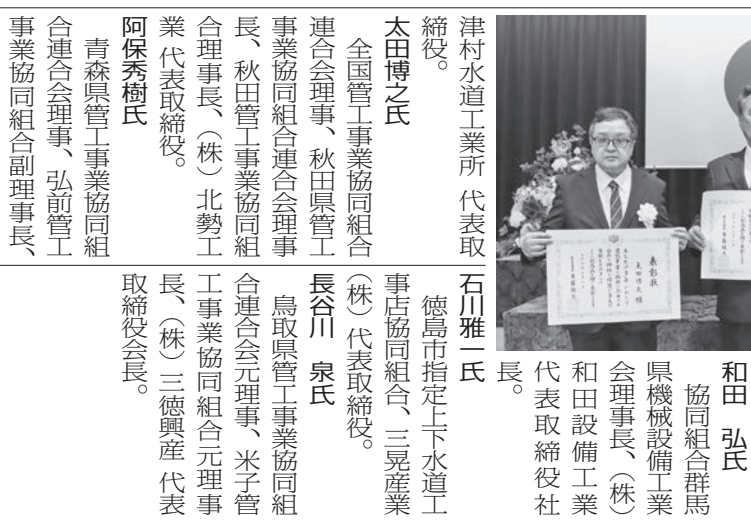 表彰状
津村水道工業所 代表取
締役。
太田博之氏
全国管工事業協同組合
連合会理事、秋田県管工
事業協同組合連合会理事
長、秋田管工事業協同組
合理事長、（株）北勢工
業 代表取締役。
阿保秀樹氏
青森県管工事業協同組
合連合会理事、弘前管工
事業協同組合副理事長、
和田　弘氏
協同組合群馬
県機械設備工業
会理事長、（株）
和田設備工業
代表取締役社
長。
石川雅一氏
徳島市指定上下水道工
事店協同組合、三晃産業
（株）代表取締役。
長谷川　泉氏
鳥取県管工事業協同組
合連合会元理事、米子管
工事業協同組合元理事
長、（株）三徳興産 代表
取締役会長。